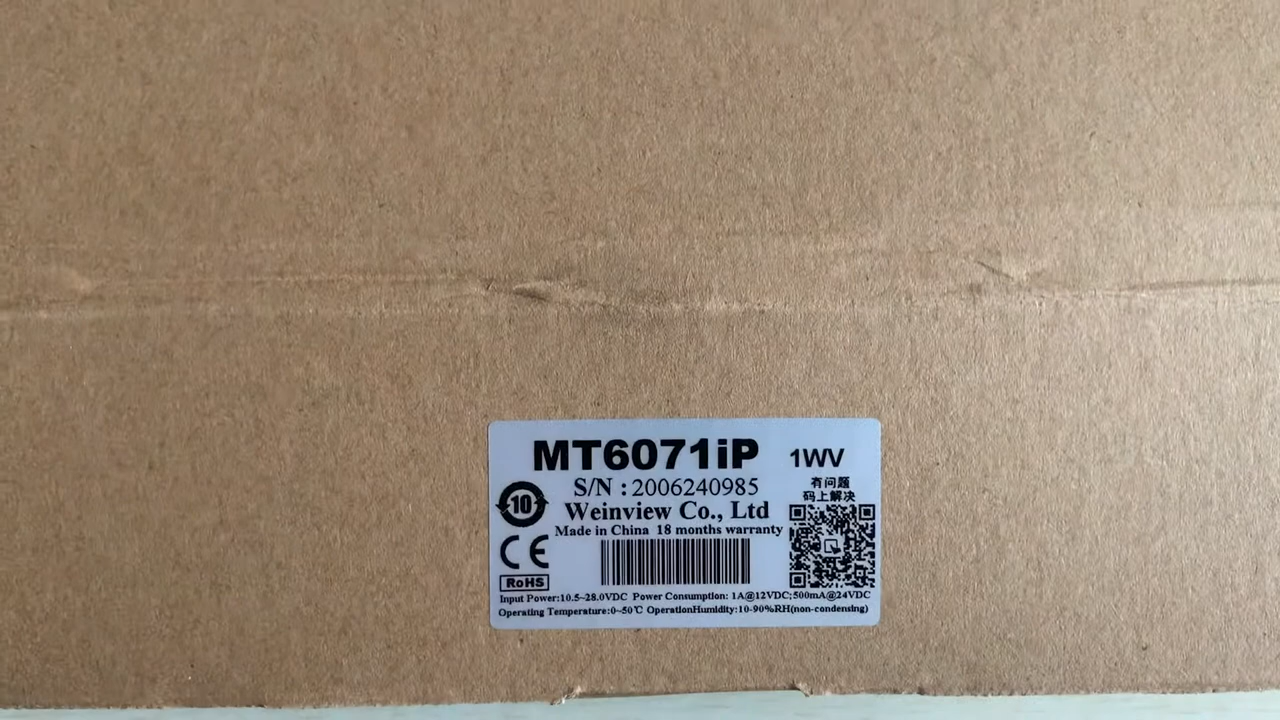 MT6071iP 1WV
S/N : 2006240985
有问题
码上解决
10
Weinview Co., Ltd
Made in China 18 months warranty
CE
RoHS
Input Power:10.5~28.0VDC Power Consumption: 1A@12VDC;500mA@24VDC
Operating Temperature:0~50℃ OperationHumidity:10-90%RH(non-condensing)